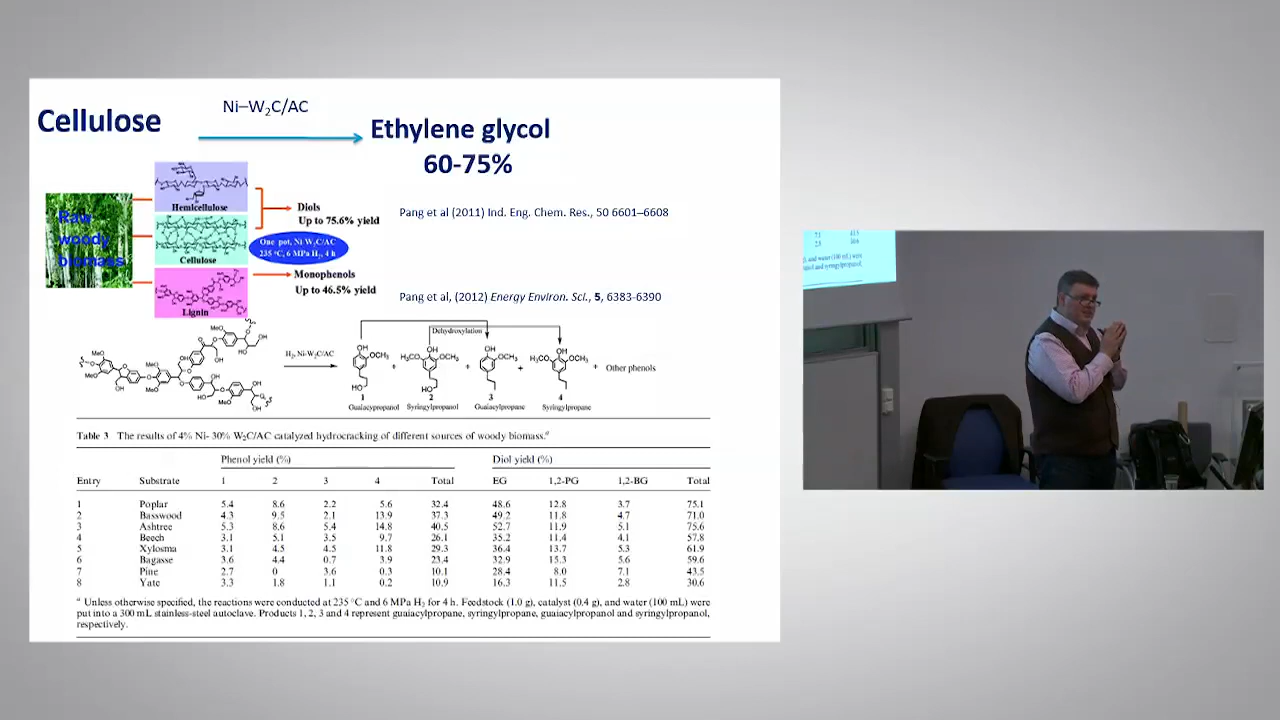 Ni–W2C/AC
Cellulose
Ethylene glycol
60-75%
Raw
woody
biomass
Hemicellulose
Cellulose
Lignin
Diols
Up to 75.6% yield
One pot, Ni-W2C/AC
235 °C, 6 MPa H2, 4 h
Monophenols
Up to 46.5% yield
Pang et al (2011) Ind. Eng. Chem. Res., 50 6601–6608
Pang et al, (2012) Energy Environ. Sci., 5, 6383-6390
H2, Ni-W2C/AC
Dehydroxylation
1 2 3 4
Guaiacypropanol Syringylpropanol Guaiacylpropane Syringylpropane
+ + + + Other phenols
Table 3 The results of 4% Ni- 30% W2C/AC catalyzed hydrocracking of different sources of woody biomass.a
Phenol yield (%) Diol yield (%)
Entry Substrate 1 2 3 4 Total EG 1,2-PG 1,2-BG Total
1 Poplar 5.4 8.6 2.2 5.6 32.4 48.6 12.8 3.7 75.1
2 Basswood 4.3 9.5 2.1 13.9 37.3 49.2 11.8 4.7 71.0
3 Ashtree 5.3 8.6 5.4 14.8 40.5 52.7 11.9 5.1 75.6
4 Beech 3.1 5.1 3.5 9.7 26.1 35.2 11.4 4.1 57.8
5 Xylosma 3.1 4.5 4.5 11.8 29.3 36.4 13.7 5.3 61.9
6 Bagasse 3.6 4.4 0.7 3.9 23.4 32.9 15.3 5.6 59.6
7 Pine 2.7 0 3.6 0.3 10.1 28.4 8.0 7.1 43.5
8 Yate 3.3 1.8 1.1 0.2 10.9 16.3 11.5 2.8 30.6
a Unless otherwise specified, the reactions were conducted at 235 °C and 6 MPa H2 for 4 h. Feedstock (1.0 g), catalyst (0.4 g), and water (100 mL) were
put into a 300 mL stainless-steel autoclave. Products 1, 2, 3 and 4 represent guaiacylpropane, syringylpropane, guaiacylpropanol and syringylpropanol,
respectively.